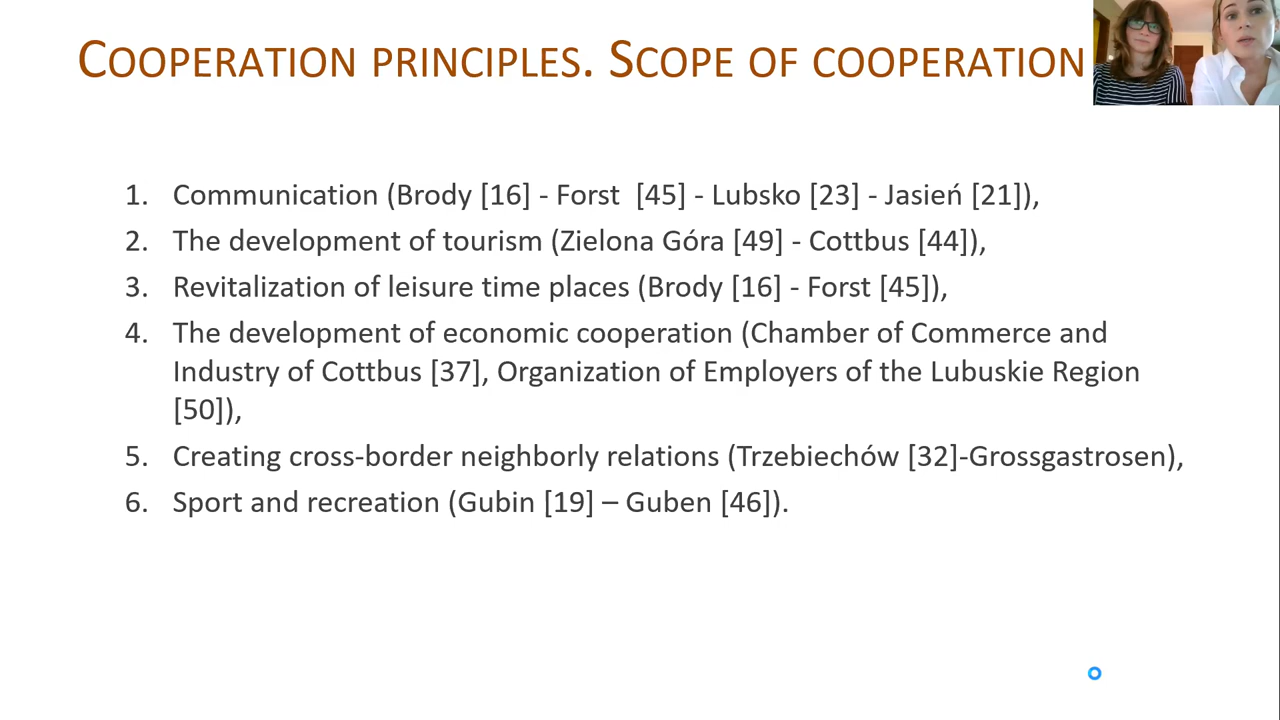 COOPERATION PRINCIPLES. SCOPE OF COOPERATION
1. Communication (Brody [16] - Forst  [45] - Lubsko [23] - Jasień [21]),
2. The development of tourism (Zielona Góra [49] - Cottbus [44]),
3. Revitalization of leisure time places (Brody [16] - Forst [45]),
4. The development of economic cooperation (Chamber of Commerce and
Industry of Cottbus [37], Organization of Employers of the Lubuskie Region
[50]),
5. Creating cross-border neighborly relations (Trzebiechów [32]-Grossgastrosen),
6. Sport and recreation (Gubin [19] – Guben [46]).